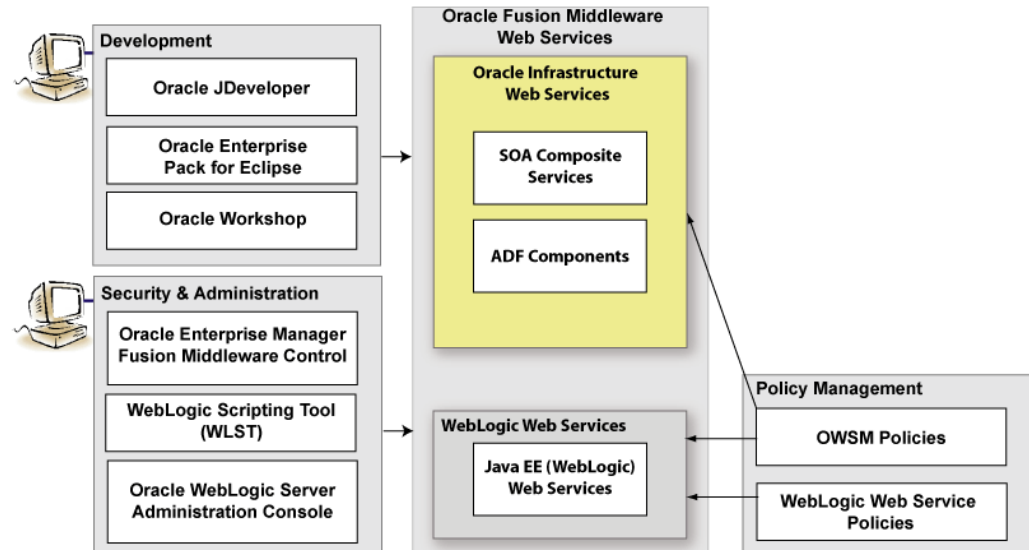 Development
Oracle JDeveloper
Oracle Enterprise
Pack for Eclipse
Oracle Workshop
Security & Administration
Oracle Enterprise Manager
Fusion Middleware Control
WebLogic Scripting Tool
(WLST)
Oracle WebLogic Server
Administration Console
Oracle Fusion Middleware
Web Services
Oracle Infrastructure
Web Services
SOA Composite
Services
ADF Components
WebLogic Web Services
Java EE (WebLogic)
Web Services
Policy Management
OWSM Policies
WebLogic Web Service
Policies